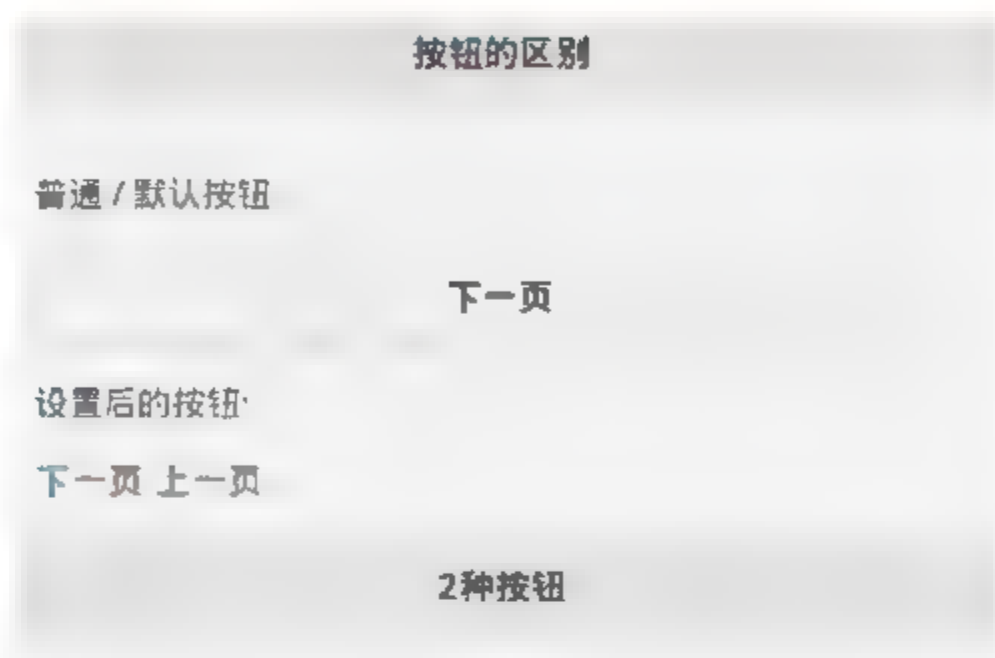 按钮的区别
普通 / 默认按钮
下一页
设置后的按钮:
下一页 上一页
2种按钮